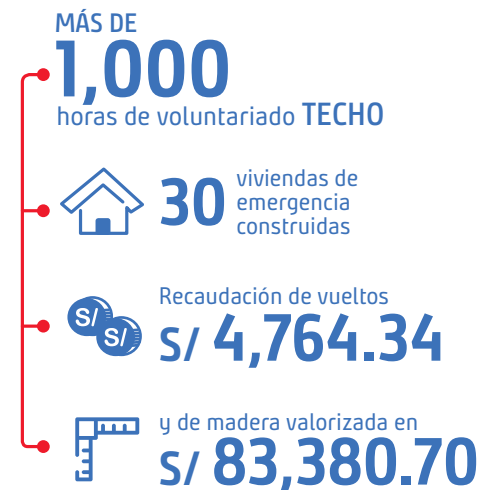 MÁS DE
1,000
horas de voluntariado TECHO
30 viviendas de
emergencia
construidas
Recaudación de vueltos
S/ S/
S/ 4,764.34
y de madera valorizada en
S/ 83,380.70